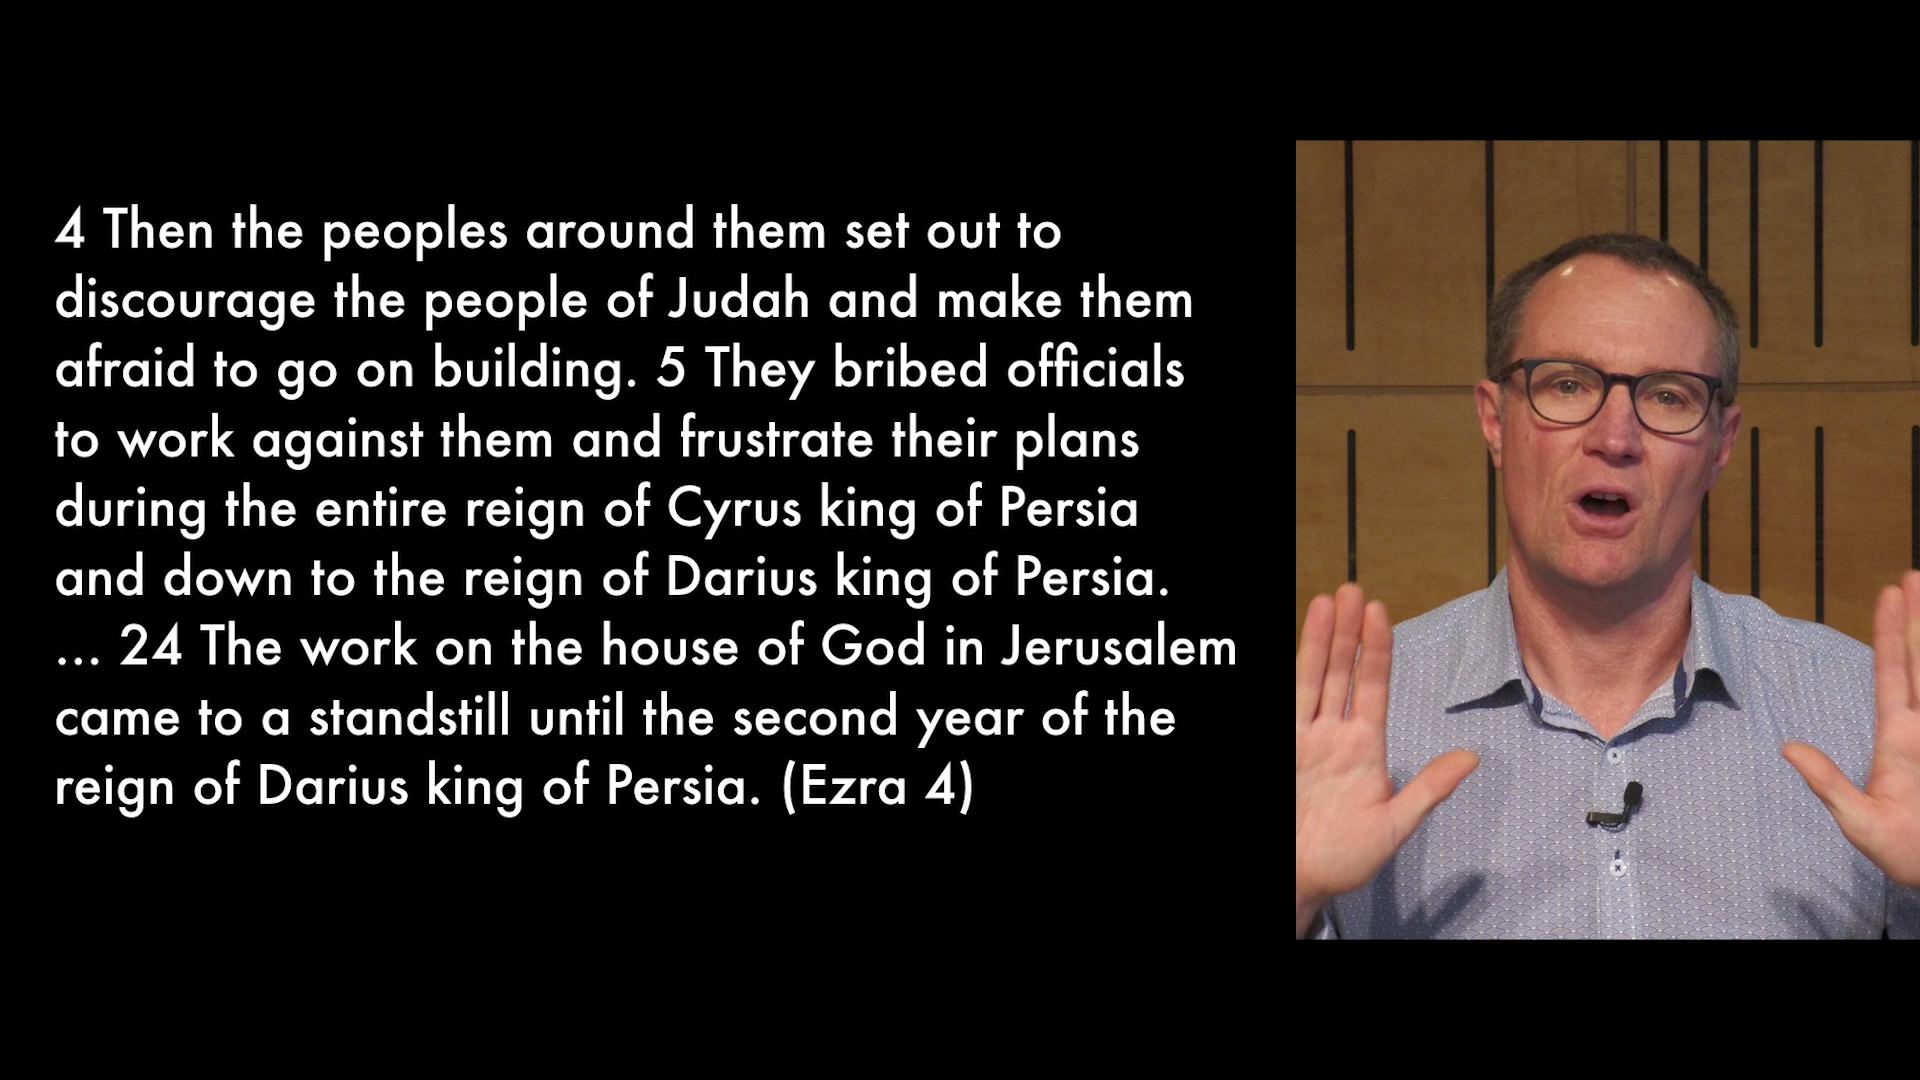 4 Then the peoples around them set out to
discourage the people of Judah and make them
afraid to go on building. 5 They bribed officials
to work against them and frustrate their plans
during the entire reign of Cyrus king of Persia
and down to the reign of Darius king of Persia.
... 24 The work on the house of God in Jerusalem
came to a standstill until the second year of the
reign of Darius king of Persia. (Ezra 4)